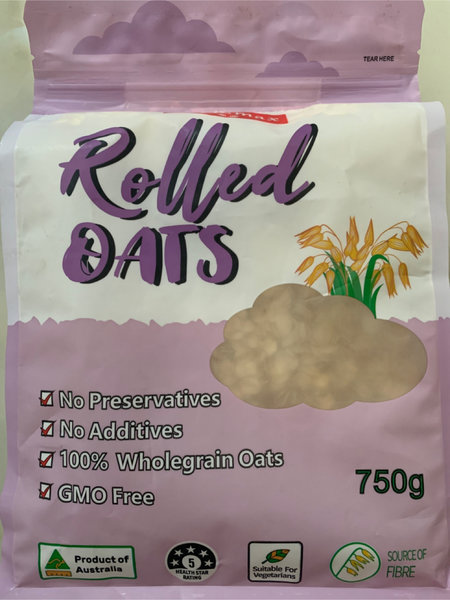 TEAR HERE
Rolled
OATS
No Preservatives
No Additives
100% Wholegrain Oats
GMO Free
750g
Product of
Australia
5
HEALTH STAR
RATING
Suitable For
Vegetarians
SOURCE OF
FIBRE